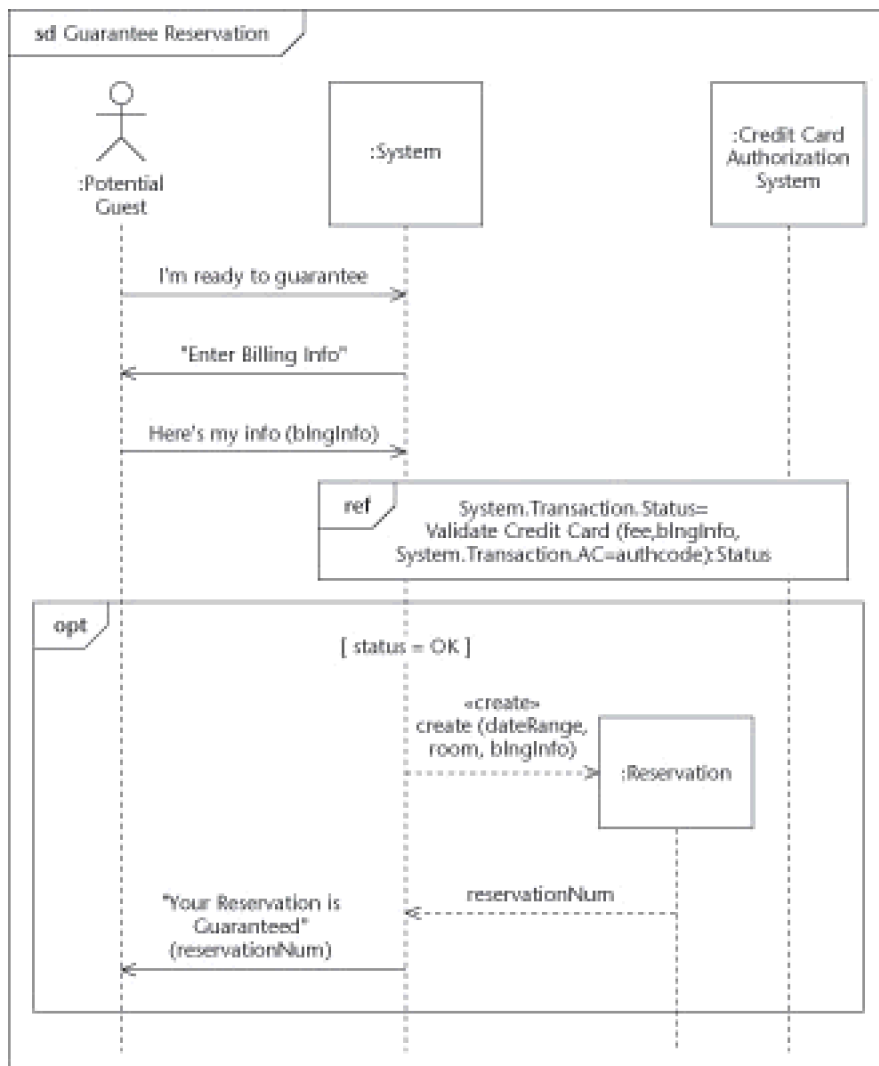 sd Guarantee Reservation
:System
:Credit Card
Authorization
System
:Potential
Guest
I'm ready to guarantee
"Enter Billing Info"
Here's my info (blngInfo)
ref
System.Transaction.Status=
Validate Credit Card (fee,blngInfo,
System.Transaction.AC=authcode):Status
opt
[ status = OK ]
«create»
create (dateRange,
room, blngInfo)
:Reservation
reservationNum
"Your Reservation is
Guaranteed"
(reservationNum)